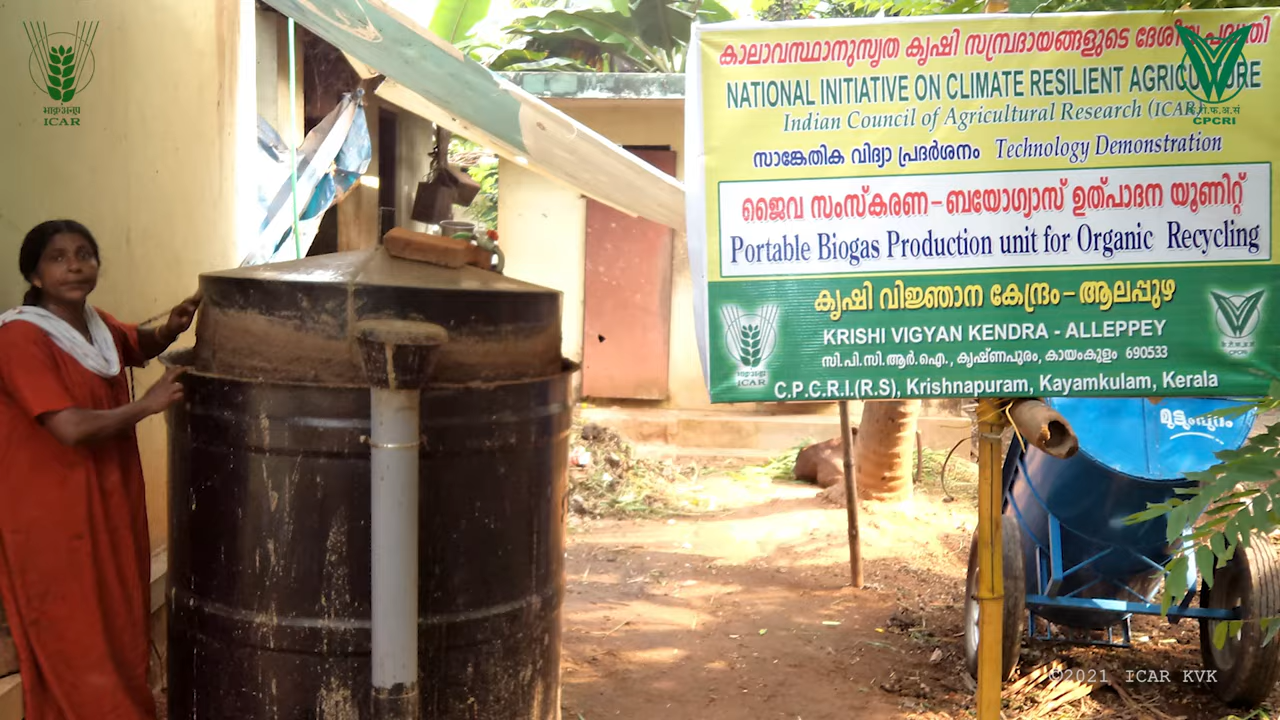 भाकृअनुप
ICAR
കാലാവസ്ഥാനുസൃത കൃഷി സമ്പ്രദായങ്ങളുടെ ദേശീയ പദ്ധതി
NATIONAL INITIATIVE ON CLIMATE RESILIENT AGRICULTURE
Indian Council of Agricultural Research (ICAR)
സാങ്കേതിക വിദ്യാ പ്രദർശനം Technology Demonstration
ജൈവ സംസ്കരണ – ബയോഗ്യാസ് ഉത്പാദന യൂണിറ്റ്
Portable Biogas Production unit for Organic Recycling
കൃഷി വിജ്ഞാന കേന്ദ്രം – ആലപ്പുഴ
KRISHI VIGYAN KENDRA - ALLEPPEY
സി.പി.സി.ആർ.ഐ., കൃഷ്ണപുരം, കായംകുളം 690533
C.P.C.R.I.(R.S), Krishnapuram, Kayamkulam, Kerala
ICAR
CPCRI
©2021 ICAR KVK